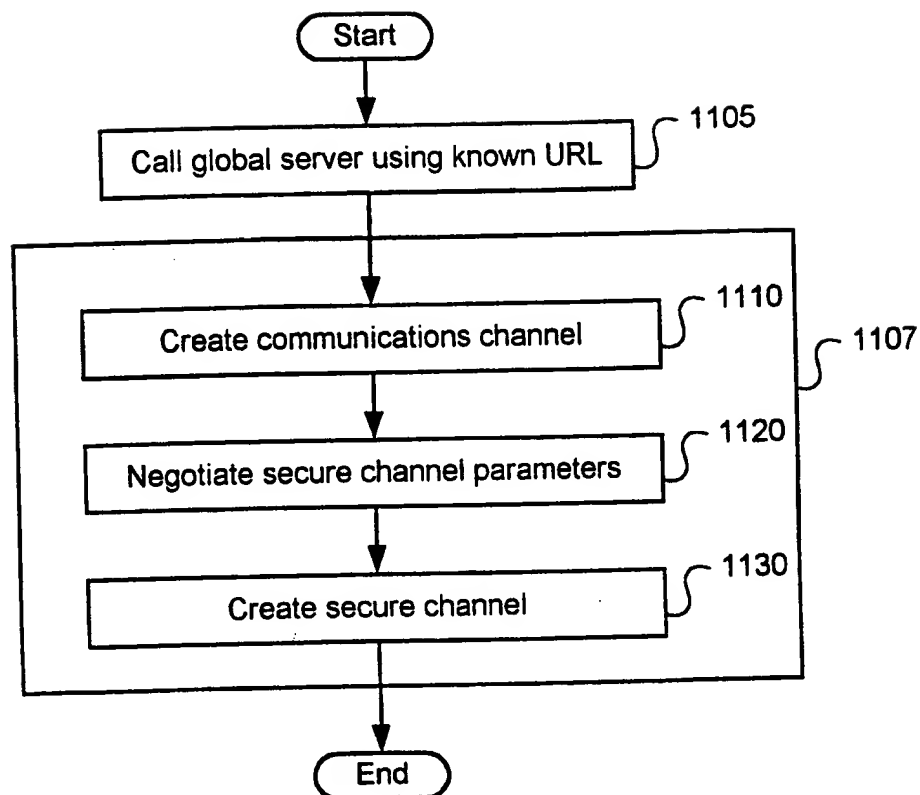 Start
1105
Call global server using known URL
1110
Create communications channel
1107
1120
Negotiate secure channel parameters
1130
Create secure channel
End